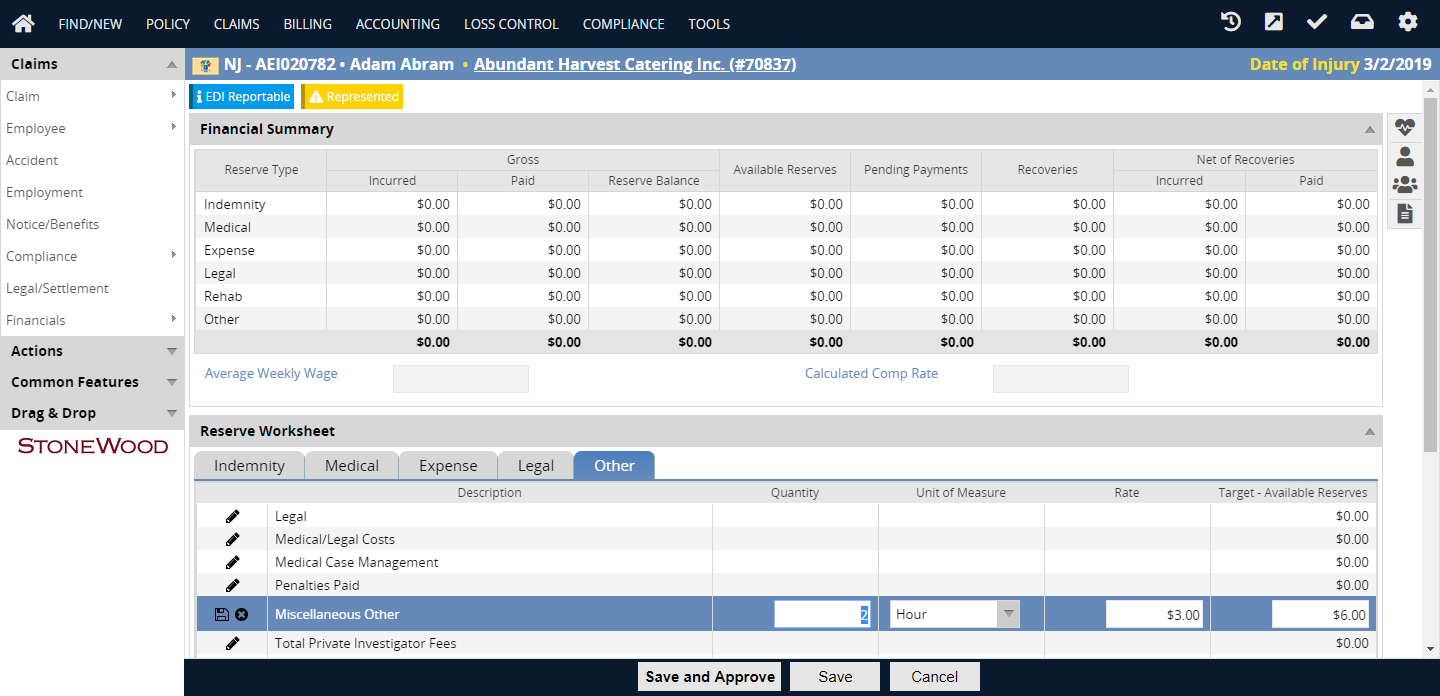 FIND/NEW POLICY CLAIMS BILLING ACCOUNTING LOSS CONTROL COMPLIANCE TOOLS
Claims
Claim
Employee
Accident
Employment
Notice/Benefits
Compliance
Legal/Settlement
Financials
Actions
Common Features
Drag & Drop
STONEWOOD
NJ - AEI020782 • Adam Abram • Abundant Harvest Catering Inc. (#70837) Date of Injury 3/2/2019
EDI Reportable Represented
Financial Summary
Reserve Type Gross Available Reserves Pending Payments Recoveries Net of Recoveries
Incurred Paid Reserve Balance Incurred Paid
Indemnity $0.00 $0.00 $0.00 $0.00 $0.00 $0.00 $0.00 $0.00
Medical $0.00 $0.00 $0.00 $0.00 $0.00 $0.00 $0.00 $0.00
Expense $0.00 $0.00 $0.00 $0.00 $0.00 $0.00 $0.00 $0.00
Legal $0.00 $0.00 $0.00 $0.00 $0.00 $0.00 $0.00 $0.00
Rehab $0.00 $0.00 $0.00 $0.00 $0.00 $0.00 $0.00 $0.00
Other $0.00 $0.00 $0.00 $0.00 $0.00 $0.00 $0.00 $0.00
$0.00 $0.00 $0.00 $0.00 $0.00 $0.00 $0.00 $0.00
Average Weekly Wage Calculated Comp Rate
Reserve Worksheet
Indemnity Medical Expense Legal Other
Description Quantity Unit of Measure Rate Target - Available Reserves
Legal $0.00
Medical/Legal Costs $0.00
Medical Case Management $0.00
Penalties Paid $0.00
Miscellaneous Other 2 Hour $3.00 $6.00
Total Private Investigator Fees $0.00
Save and Approve Save Cancel